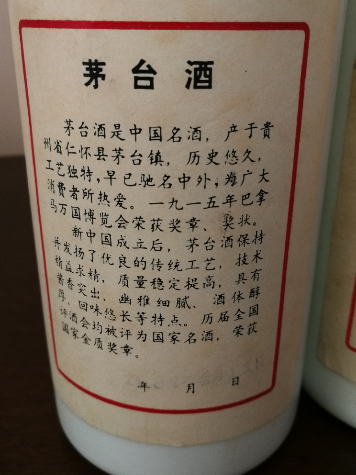 茅台酒
茅台酒是中国名酒，产于贵
州省仁怀县茅台镇，历史悠久，
工艺独特，早已驰名中外，海广大
消费者所热爱。一九一五年巴拿
马万国博览会荣获奖章、奖状。
新中国成立后，茅台酒保持
并发扬了优良的传统工艺，技术
精益求精，质量稳定提高，具有
酱香突出、幽雅细腻、酒体醇
厚、回味悠长等特点。历届全国
评酒会均被评为国家名酒，荣获
国家金质奖章。
年 月 日